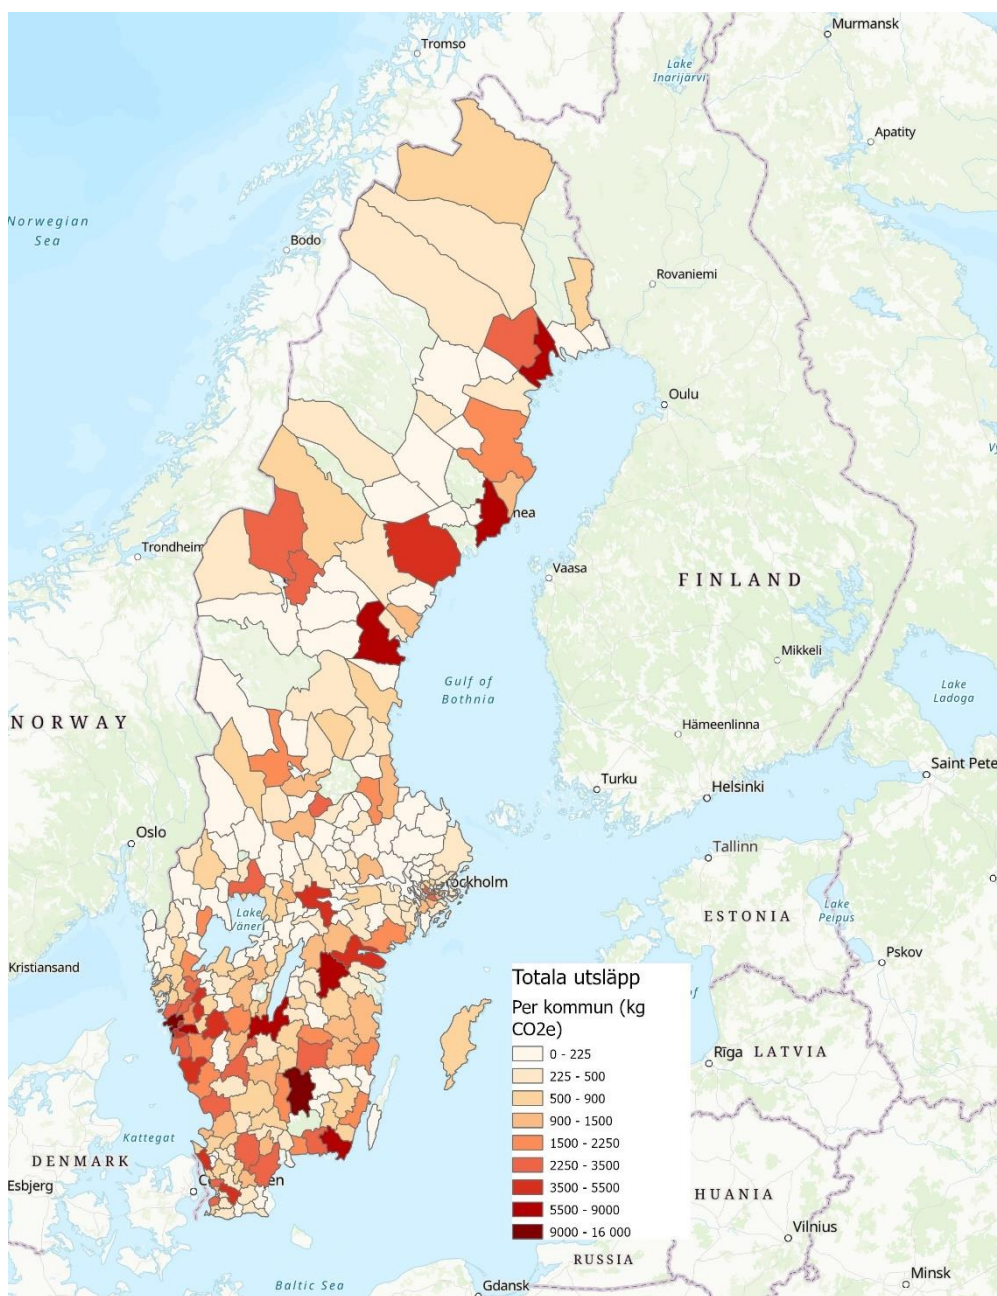 Murmansk
Tromso
Lake
Inarijärvi
Apatity
Norwegian
Sea
Bodo
Rovaniemi
Oulu
nea
Trondheim
Vaasa
FINLAND
Mikkeli
Gulf of
Bothnia
Lake
Ladoga
NORWAY
Hämeenlinna
Turku
Helsinki
Saint Pete
Oslo
Tallinn
ockholm
Lake
Väner
Lake
Peipus
ESTONIA
Pskov
Kristiansand
Totala utsläpp
Per kommun (kg
CO2e)
0 - 225
225 - 500
500 - 900
900 - 1500
1500 - 2250
2250 - 3500
3500 - 5500
5500 - 9000
9000 - 16 000
of
Rīga
LATVIA
Kattegat
DENMARK
Esbjerg
C
en
HUANIA
Vilnius
RUSSIA
Minsk
Baltic Sea
Gdansk